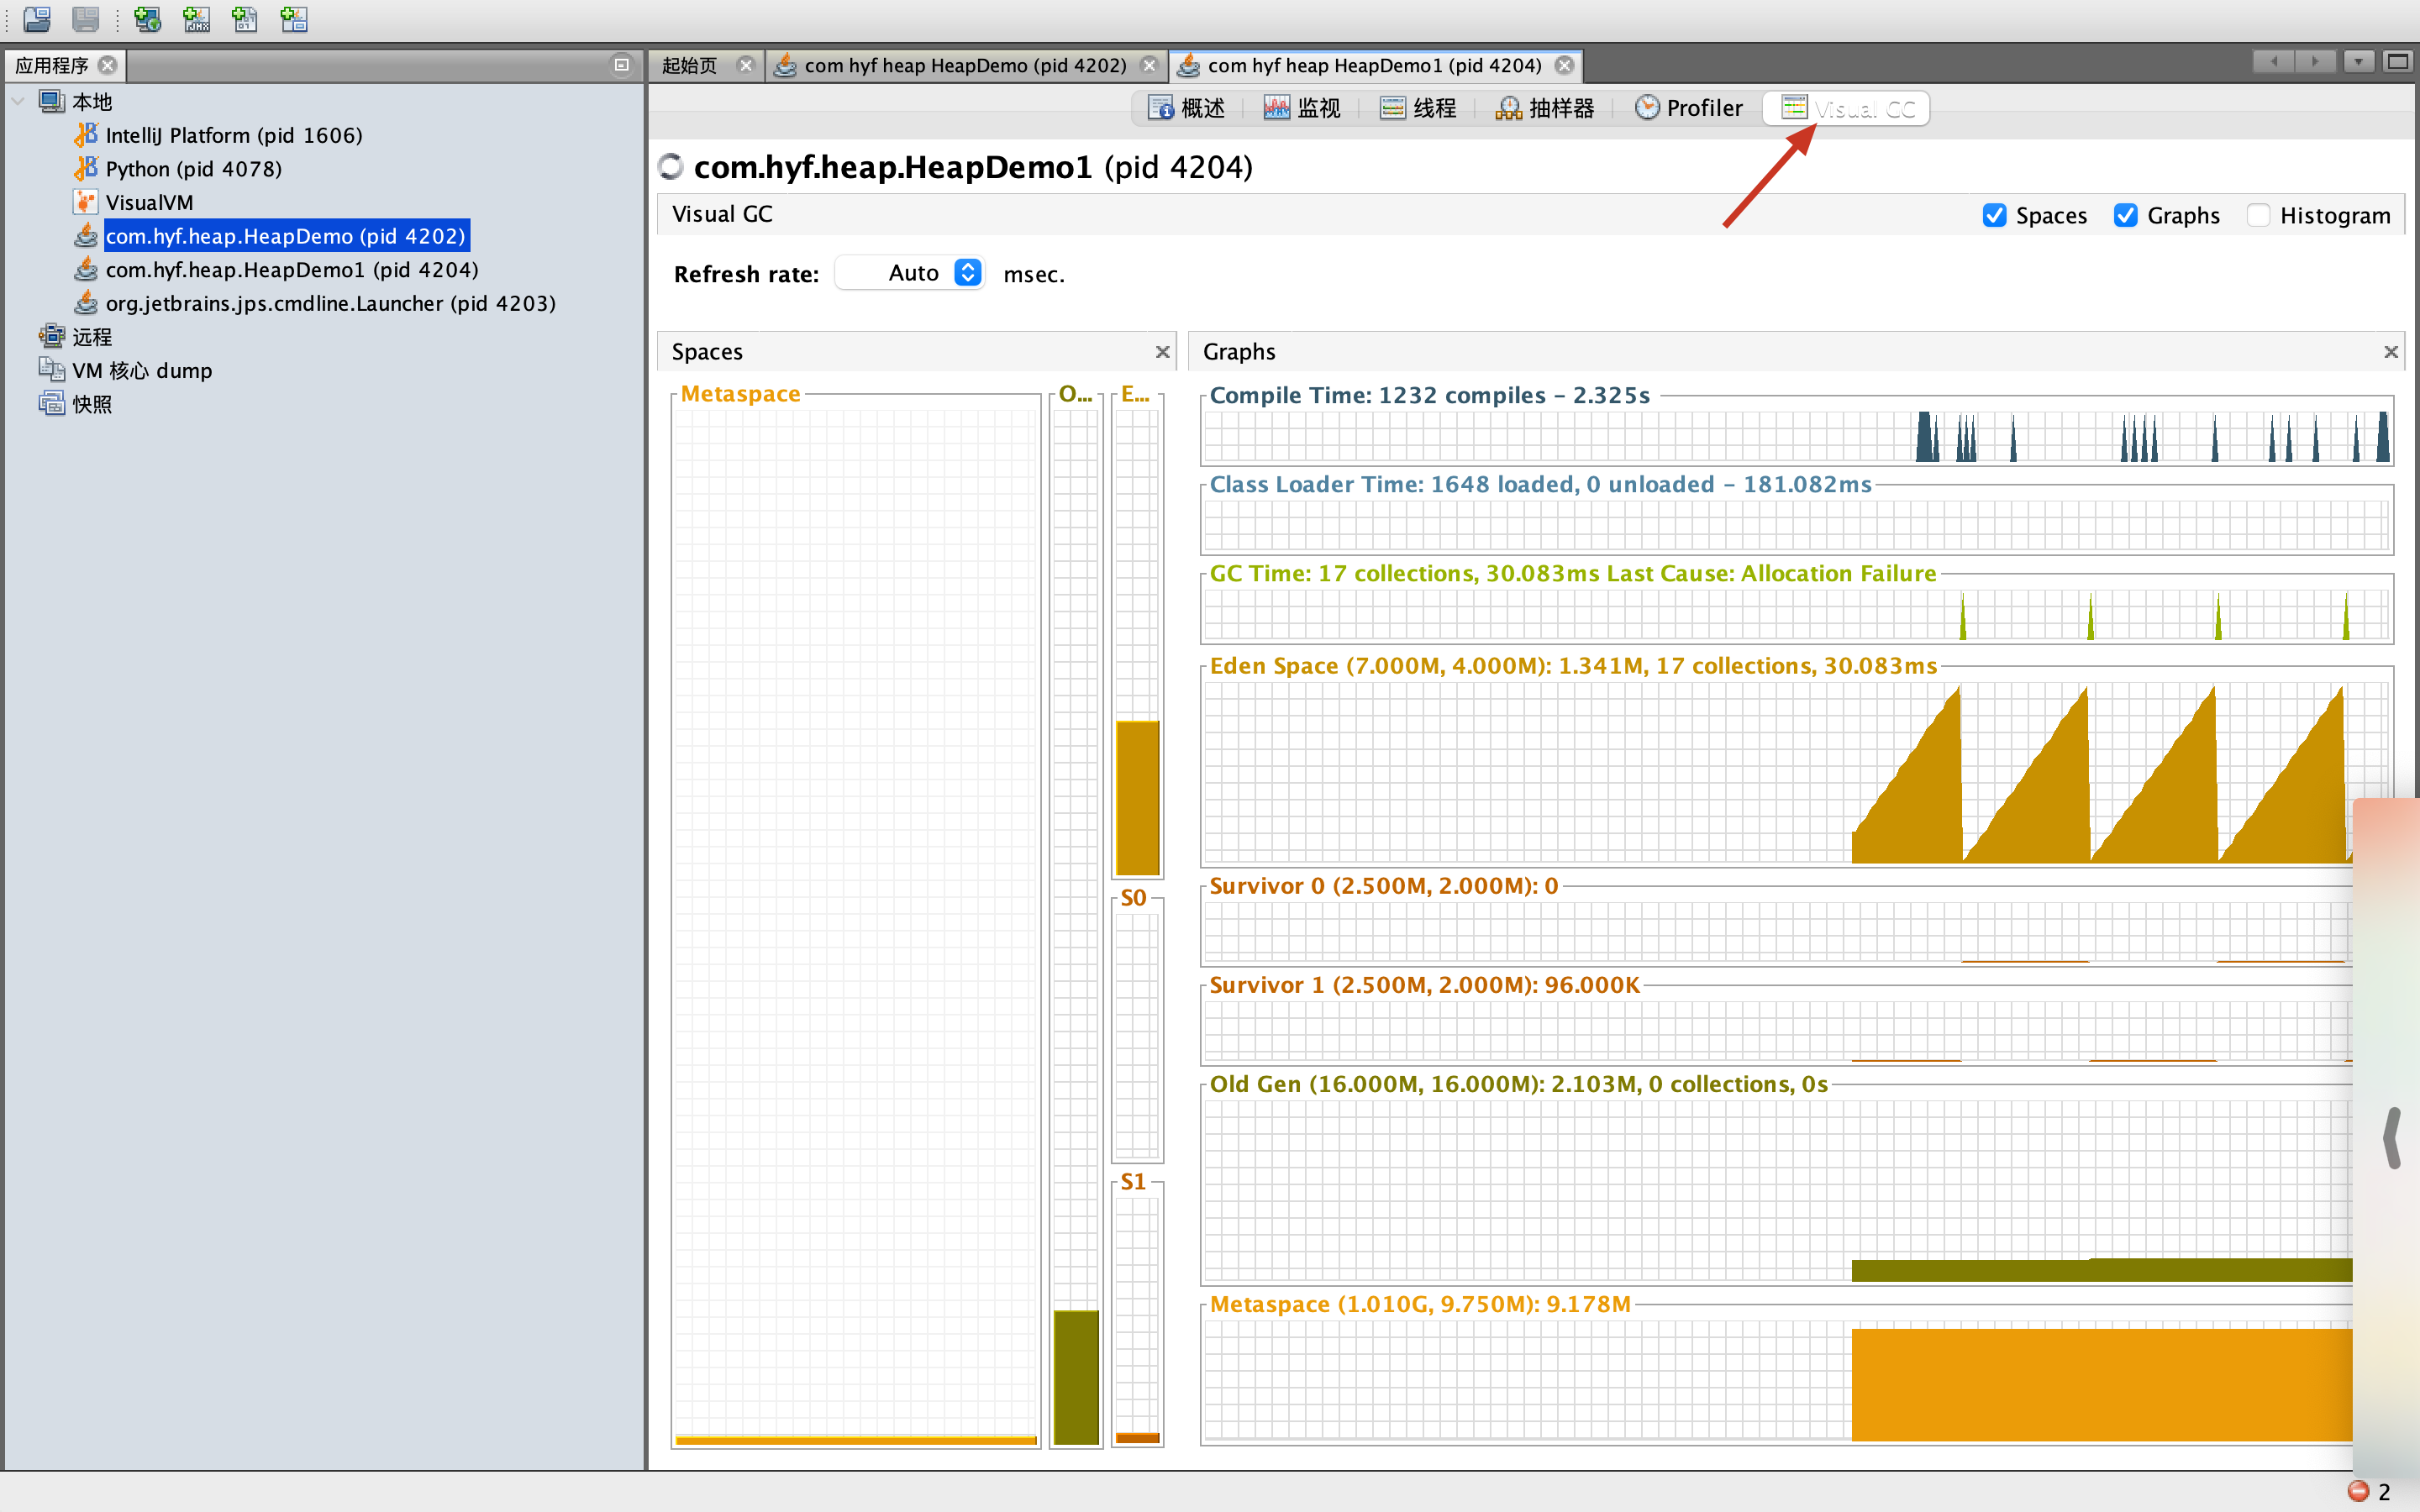 应用程序
本地
IntelliJ Platform (pid 1606)
Python (pid 4078)
VisualVM
com.hyf.heap.HeapDemo (pid 4202)
com.hyf.heap.HeapDemo1 (pid 4204)
org.jetbrains.jps.cmdline.Launcher (pid 4203)
远程
VM 核心 dump
快照
起始页
com hyf heap HeapDemo (pid 4202)
com hyf heap HeapDemo1 (pid 4204)
概述 监视 线程 抽样器 Profiler Visual GC
com.hyf.heap.HeapDemo1 (pid 4204)
Visual GC
Spaces Graphs Histogram
Refresh rate: Auto msec.
Spaces
Metaspace
O...
E...
S0
S1
Graphs
Compile Time: 1232 compiles - 2.325s
Class Loader Time: 1648 loaded, 0 unloaded - 181.082ms
GC Time: 17 collections, 30.083ms Last Cause: Allocation Failure
Eden Space (7.000M, 4.000M): 1.341M, 17 collections, 30.083ms
Survivor 0 (2.500M, 2.000M): 0
Survivor 1 (2.500M, 2.000M): 96.000K
Old Gen (16.000M, 16.000M): 2.103M, 0 collections, 0s
Metaspace (1.010G, 9.750M): 9.178M
2